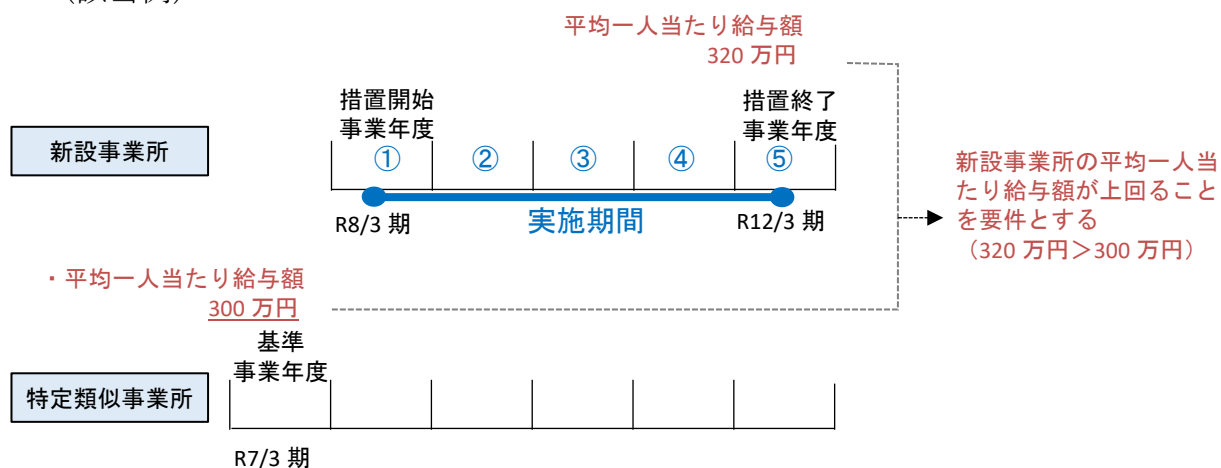 平均一人当たり給与額
320 万円
措置開始
事業年度
措置終了
事業年度
新設事業所
①
②
③
④
⑤
R8/3 期
実施期間
R12/3 期
新設事業所の平均一人当
たり給与額が上回ること
を要件とする
（320 万円＞300 万円）
・平均一人当たり給与額
300 万円
基準
事業年度
特定類似事業所
R7/3 期